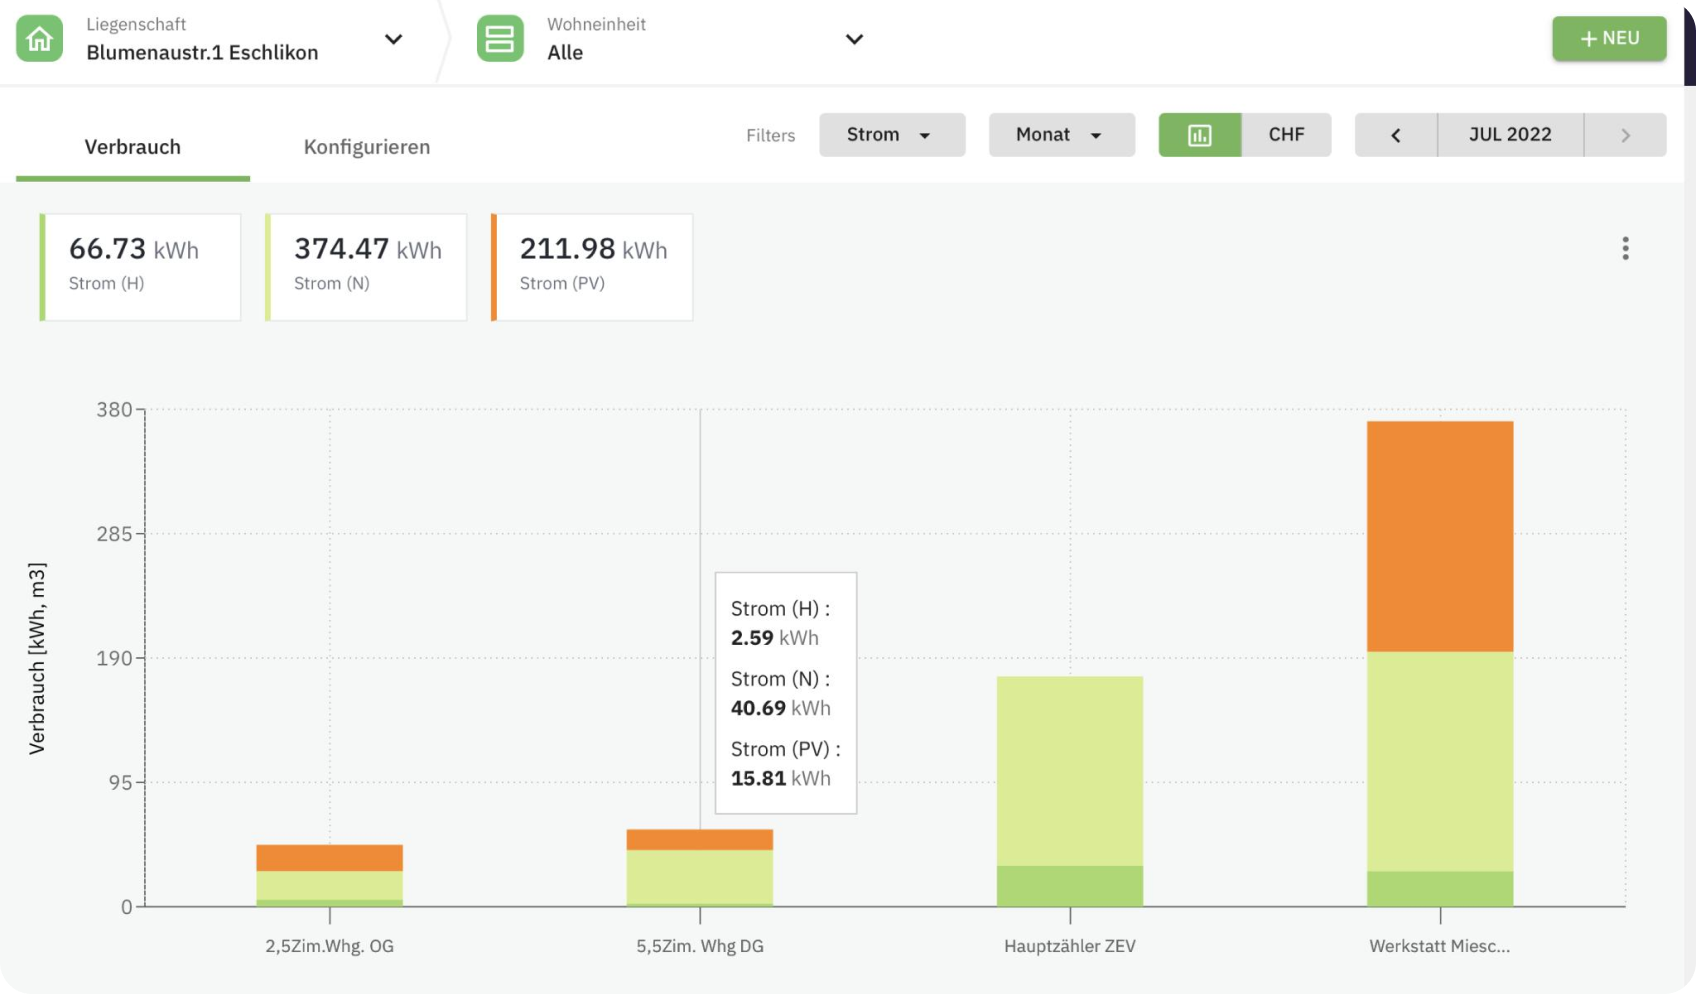 Liegenschaft
Blumenaustr.1 Eschlikon
Wohneinheit
Alle
+ NEU
Verbrauch
Konfigurieren
Filters
Strom
Monat
CHF
JUL 2022
66.73 kWh
Strom (H)
374.47 kWh
Strom (N)
211.98 kWh
Strom (PV)
Verbrauch [kWh, m3]
380
285
190
95
0
Strom (H) :
2.59 kWh
Strom (N) :
40.69 kWh
Strom (PV) :
15.81 kWh
2,5Zim.Whg. OG
5,5Zim. Whg DG
Hauptzähler ZEV
Werkstatt Miesc...